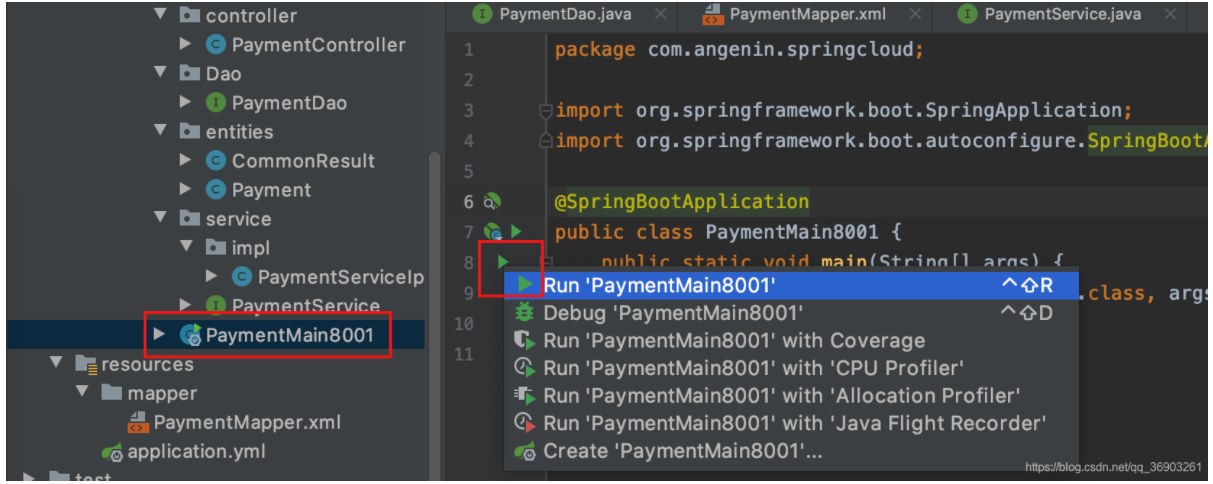 controller
PaymentController
Dao
PaymentDao
entities
CommonResult
Payment
service
impl
PaymentServiceIp
PaymentService
PaymentMain8001
resources
mapper
PaymentMapper.xml
application.yml
test
PaymentDao.java PaymentMapper.xml PaymentService.java
1 package com.angenin.springcloud;
2
3 import org.springframework.boot.SpringApplication;
4 import org.springframework.boot.autoconfigure.SpringBootA
5
6 @SpringBootApplication
7 public class PaymentMain8001 {
8 public static void main(String[] args) {
9 .class, args
10
11
Run 'PaymentMain8001' ^⇧R
Debug 'PaymentMain8001' ^⇧D
Run 'PaymentMain8001' with Coverage
Run 'PaymentMain8001' with 'CPU Profiler'
Run 'PaymentMain8001' with 'Allocation Profiler'
Run 'PaymentMain8001' with 'Java Flight Recorder'
Create 'PaymentMain8001'...
https://blog.csdn.net/qq_36903261